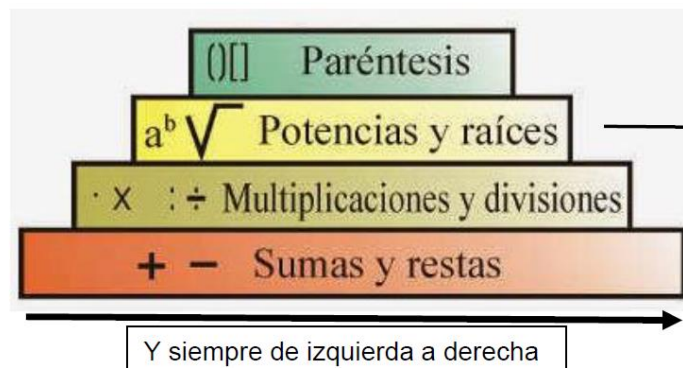 ()[] Paréntesis
aᵇ √ Potencias y raíces
· x : ÷ Multiplicaciones y divisiones
+ − Sumas y restas
Y siempre de izquierda a derecha